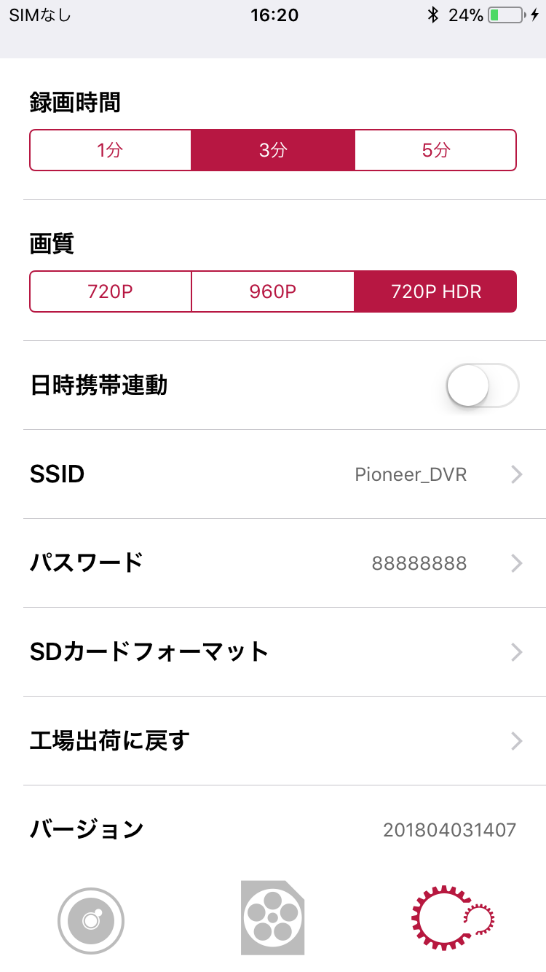 SIMなし 16:20 24%
録画時間
1分 3分 5分
画質
720P 960P 720P HDR
日時携帯連動
SSID Pioneer_DVR
パスワード 88888888
SDカードフォーマット
工場出荷に戻す
バージョン 201804031407